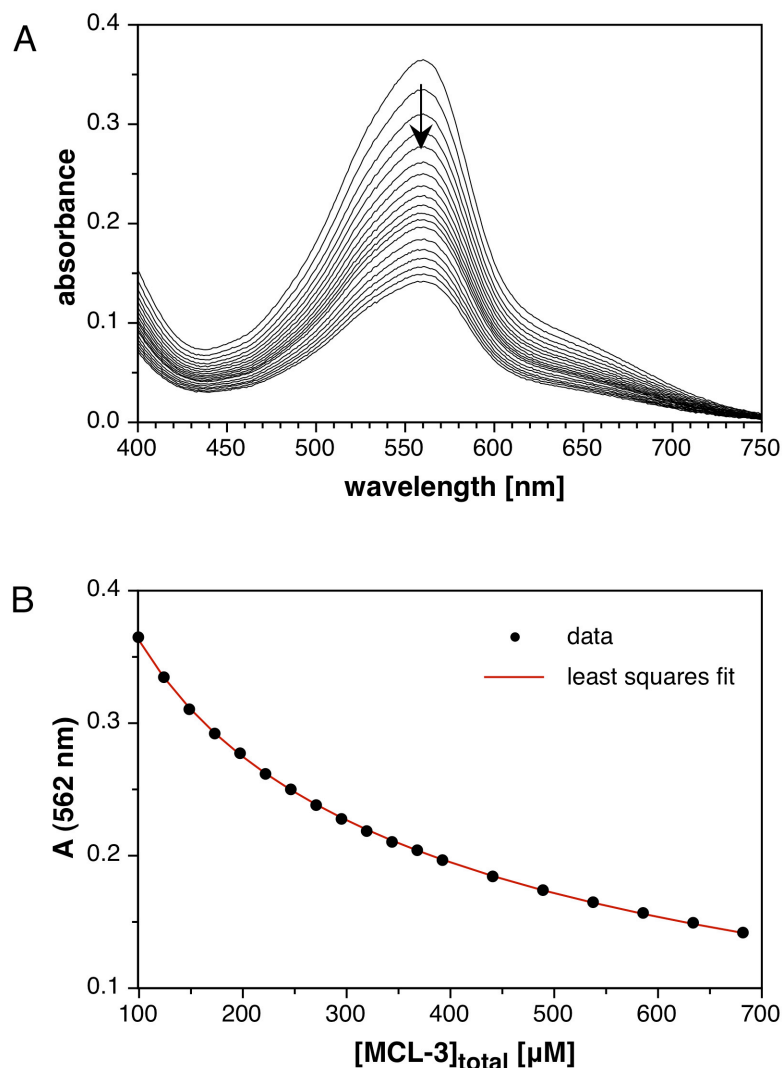 A
0.4
0.3
0.2
0.1
0.0
absorbance
400 450 500 550 600 650 700 750
wavelength [nm]
B
0.4
0.3
0.2
0.1
A (562 nm)
data
least squares fit
100 200 300 400 500 600 700
[MCL-3]total [µM]